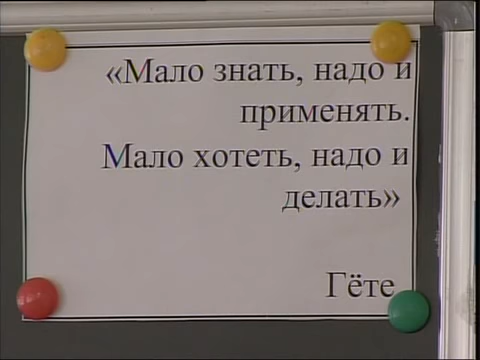 «Мало знать, надо и
применять.
Мало хотеть, надо и
делать»
Гёте